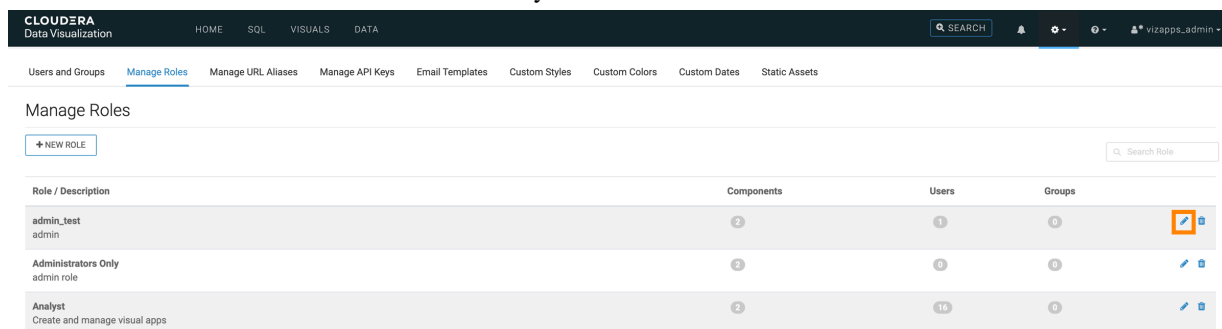 CLOUDERA
Data Visualization
HOME SQL VISUALS DATA SEARCH vizapps_admin
Users and Groups Manage Roles Manage URL Aliases Manage API Keys Email Templates Custom Styles Custom Colors Custom Dates Static Assets
Manage Roles
+ NEW ROLE
Search Role
Role / Description Components Users Groups
admin_test 2 1 0
admin
Administrators Only 2 0 0
admin role
Analyst 2 16 0
Create and manage visual apps